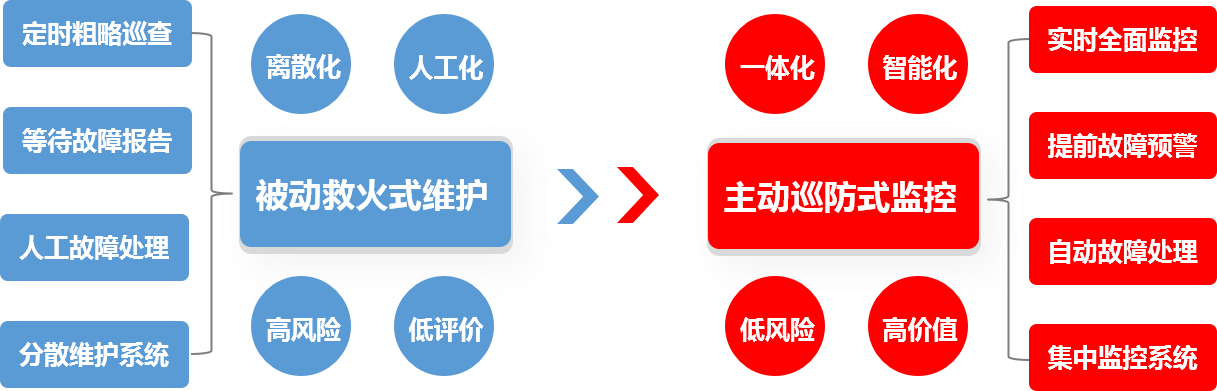 定时粗略巡查
等待故障报告
人工故障处理
分散维护系统
离散化
人工化
被动救火式维护
高风险
低评价
一体化
智能化
主动巡防式监控
低风险
高价值
实时全面监控
提前故障预警
自动故障处理
集中监控系统